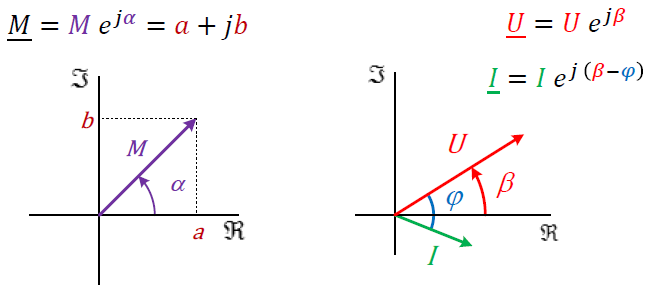 M = M e^{jα} = a + jb
U = U e^{jβ}
I = I e^{j (β−φ)}
ℑ
b
M
α
a
ℜ
ℑ
U
φ
β
I
ℜ